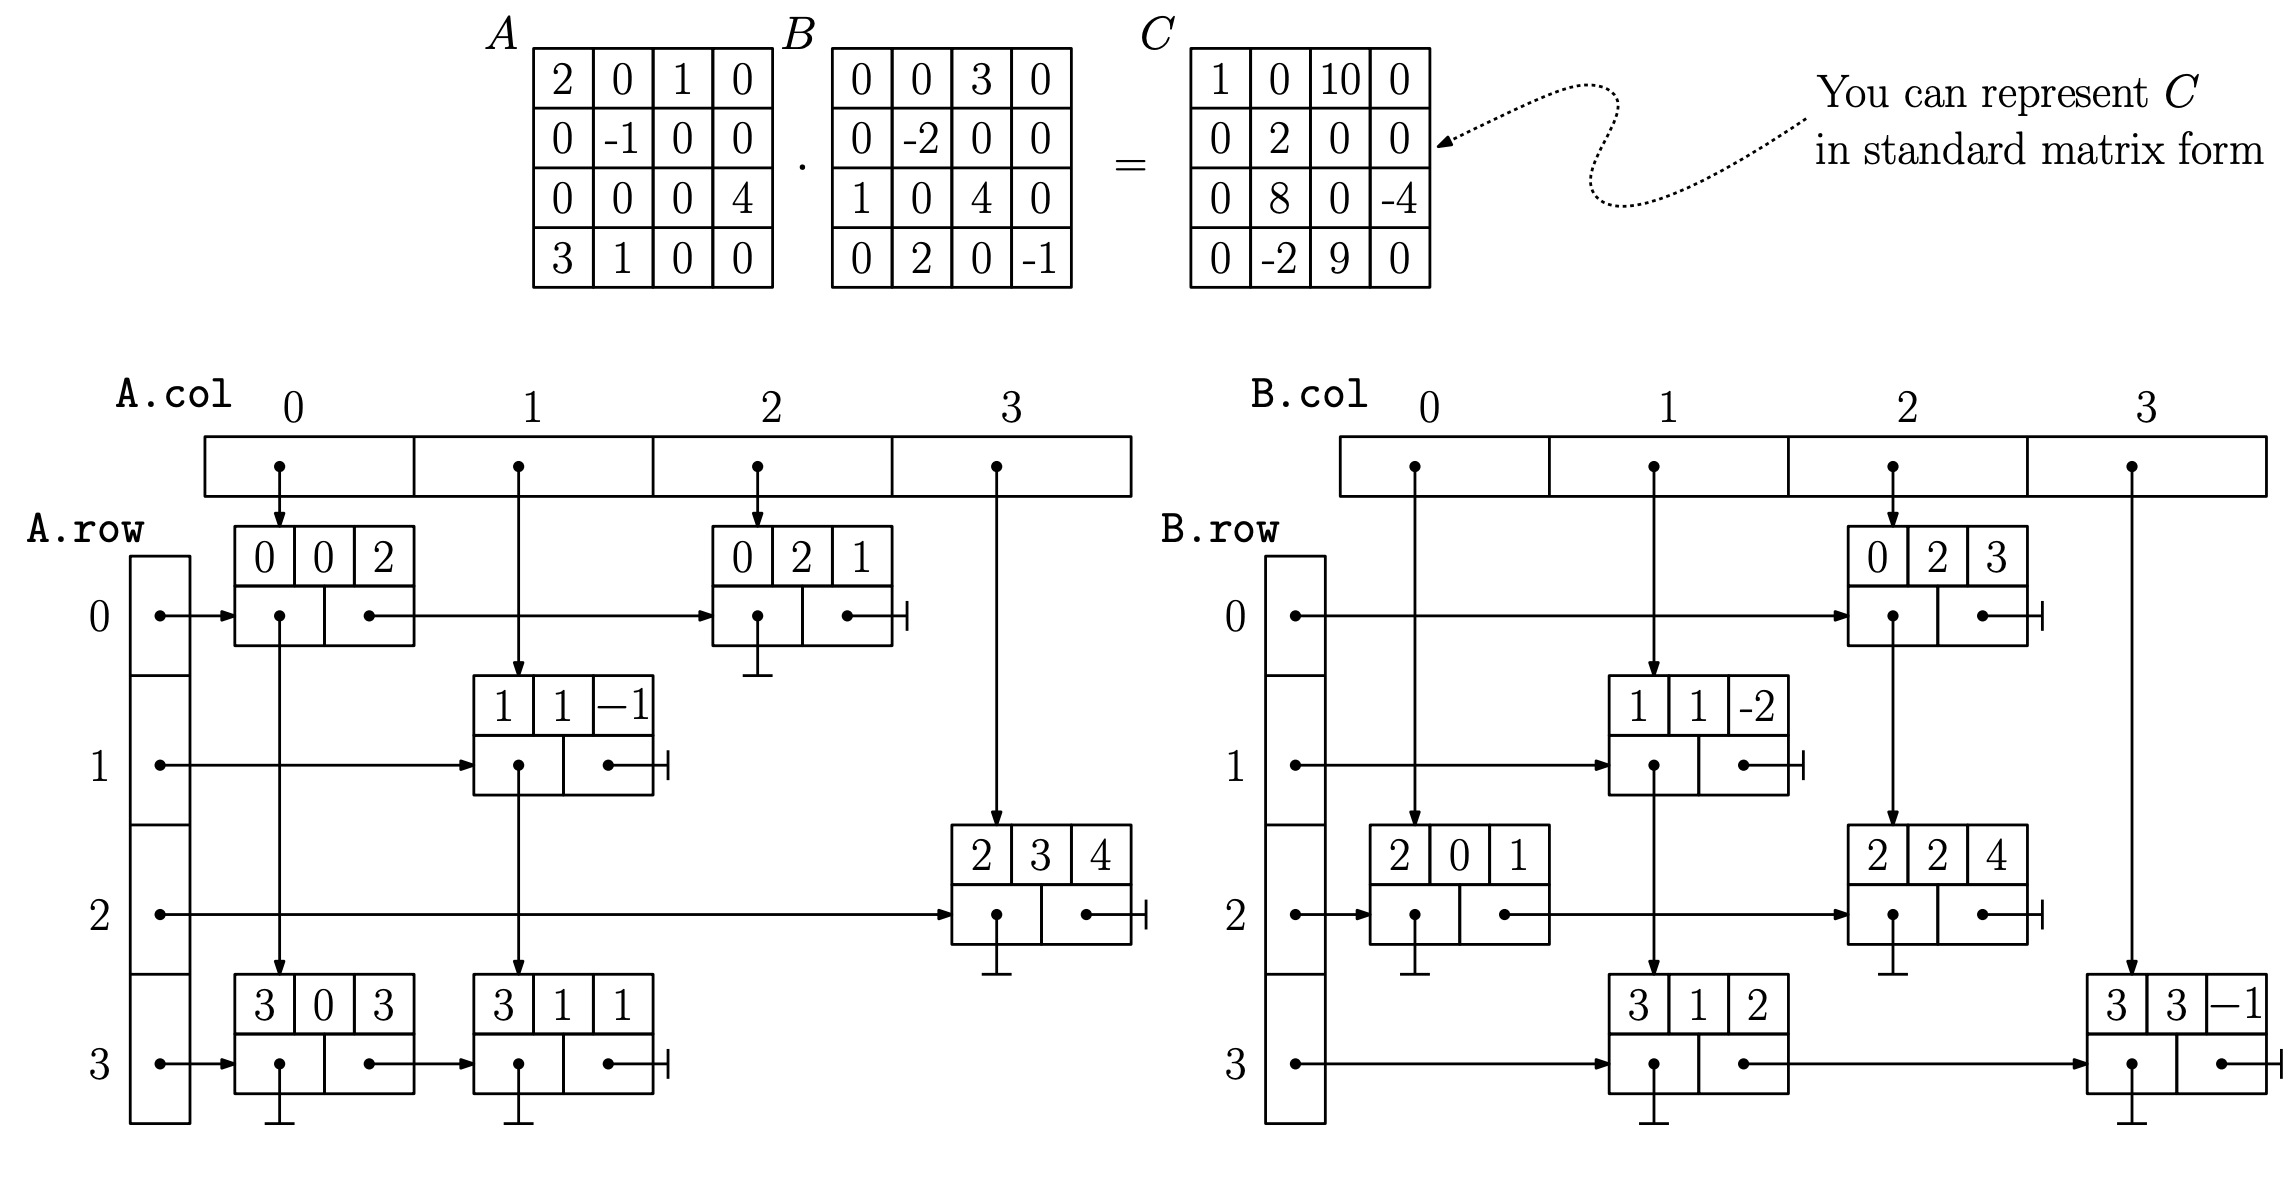 A B C
2 0 1 0 0 0 3 0 1 0 10 0
You can represent C
0 -1 0 0 0 -2 0 0 0 2 0 0
in standard matrix form
· =
0 0 0 4 1 0 4 0 0 8 0 -4
3 1 0 0 0 2 0 -1 0 -2 9 0
A.col 0 1 2 3
A.row
0 0 2 0 2 1
0
1 1 −1
1
2 3 4
2
3 0 3 3 1 1
3
B.col 0 1 2 3
B.row
0 2 3
0
1 1 -2
1
2 0 1 2 2 4
2
3 1 2 3 3 −1
3